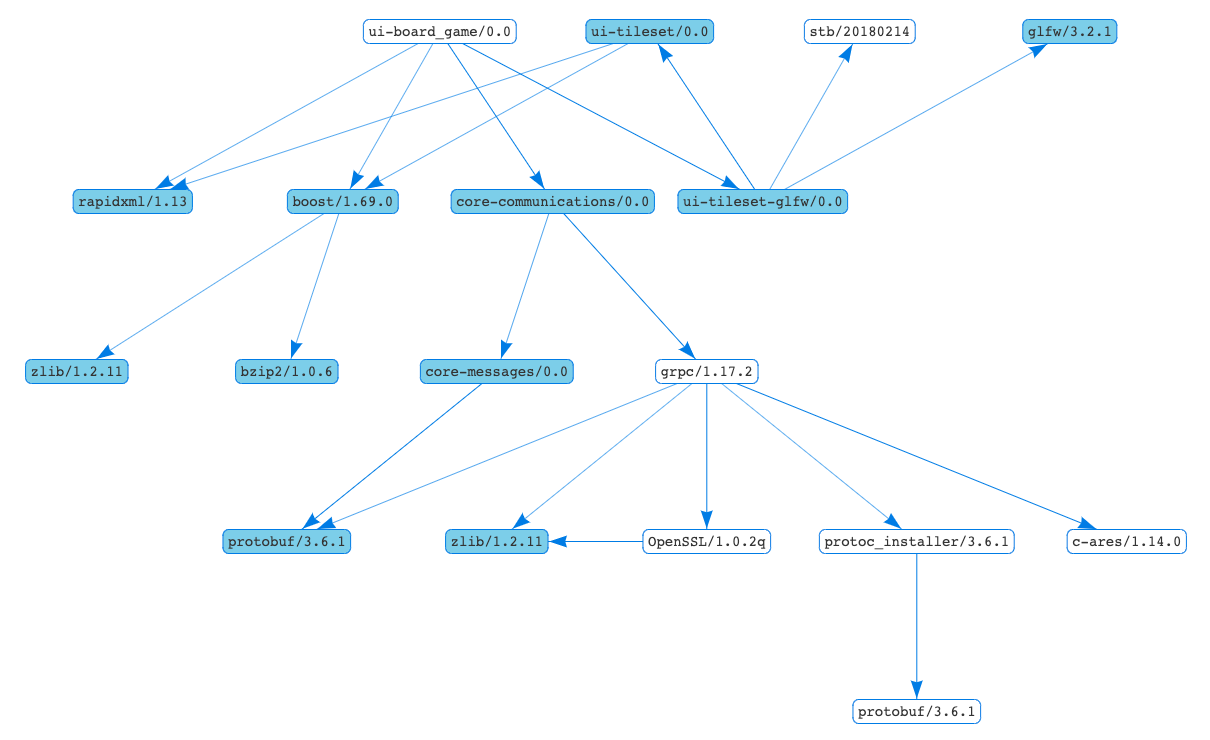 ui-board_game/0.0
ui-tileset/0.0
stb/20180214
glfw/3.2.1
rapidxml/1.13
boost/1.69.0
core-communications/0.0
ui-tileset-glfw/0.0
zlib/1.2.11
bzip2/1.0.6
core-messages/0.0
grpc/1.17.2
protobuf/3.6.1
zlib/1.2.11
OpenSSL/1.0.2q
protoc_installer/3.6.1
c-ares/1.14.0
protobuf/3.6.1